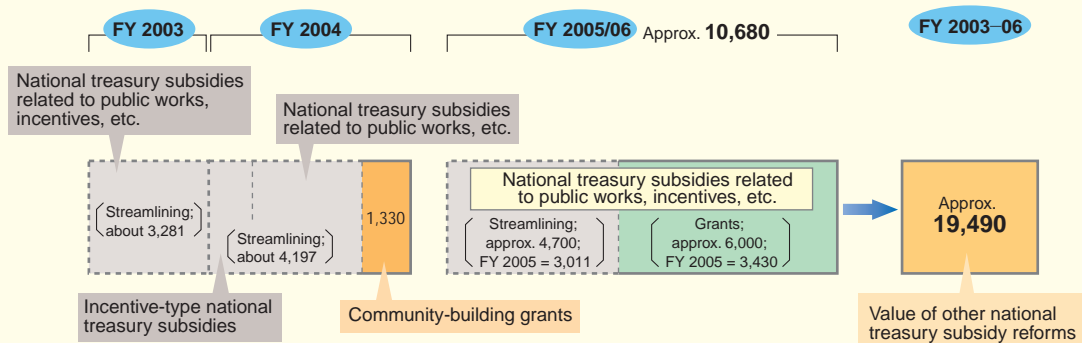 FY 2003
FY 2004
FY 2005/06 Approx. 10,680
FY 2003–06
National treasury subsidies
related to public works,
incentives, etc.
National treasury subsidies
related to public works, etc.
(Streamlining;
about 3,281)
(Streamlining;
about 4,197)
1,330
National treasury subsidies related
to public works, incentives, etc.
(Streamlining;
approx. 4,700;
FY 2005 = 3,011)
(Grants;
approx. 6,000;
FY 2005 = 3,430)
Approx.
19,490
Incentive-type national
treasury subsidies
Community-building grants
Value of other national
treasury subsidy reforms